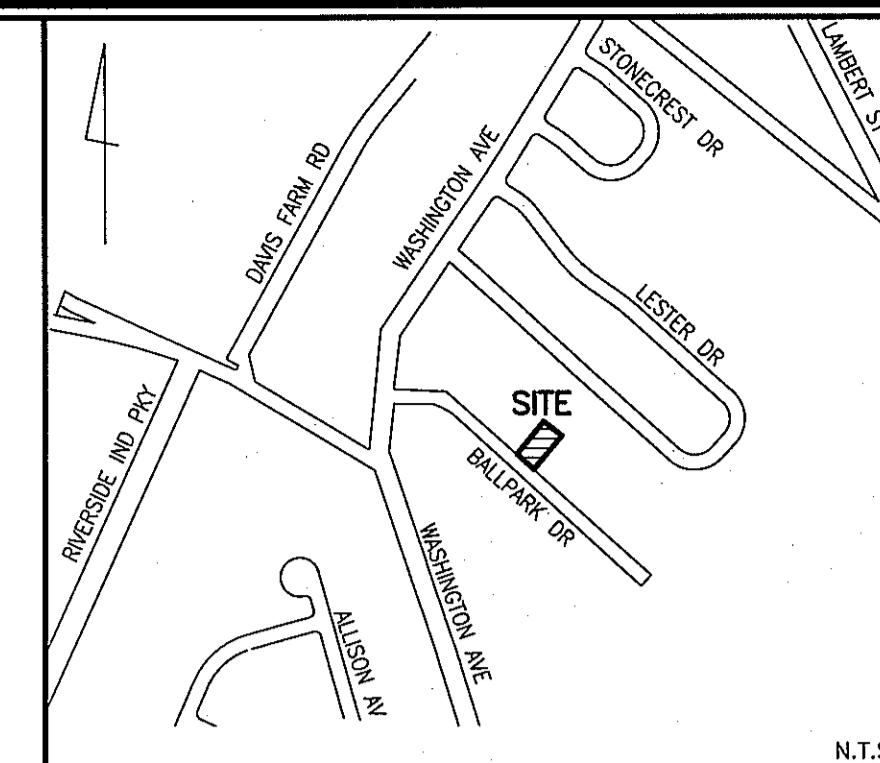 STONECREST DR
LAMBERT ST
WASHINGTON AVE
DAVIS FARM RD
LESTER DR
SITE
RIVERSIDE IND PKY
BALLPARK DR
WASHINGTON AVE
ALLISON AV
N.T.S